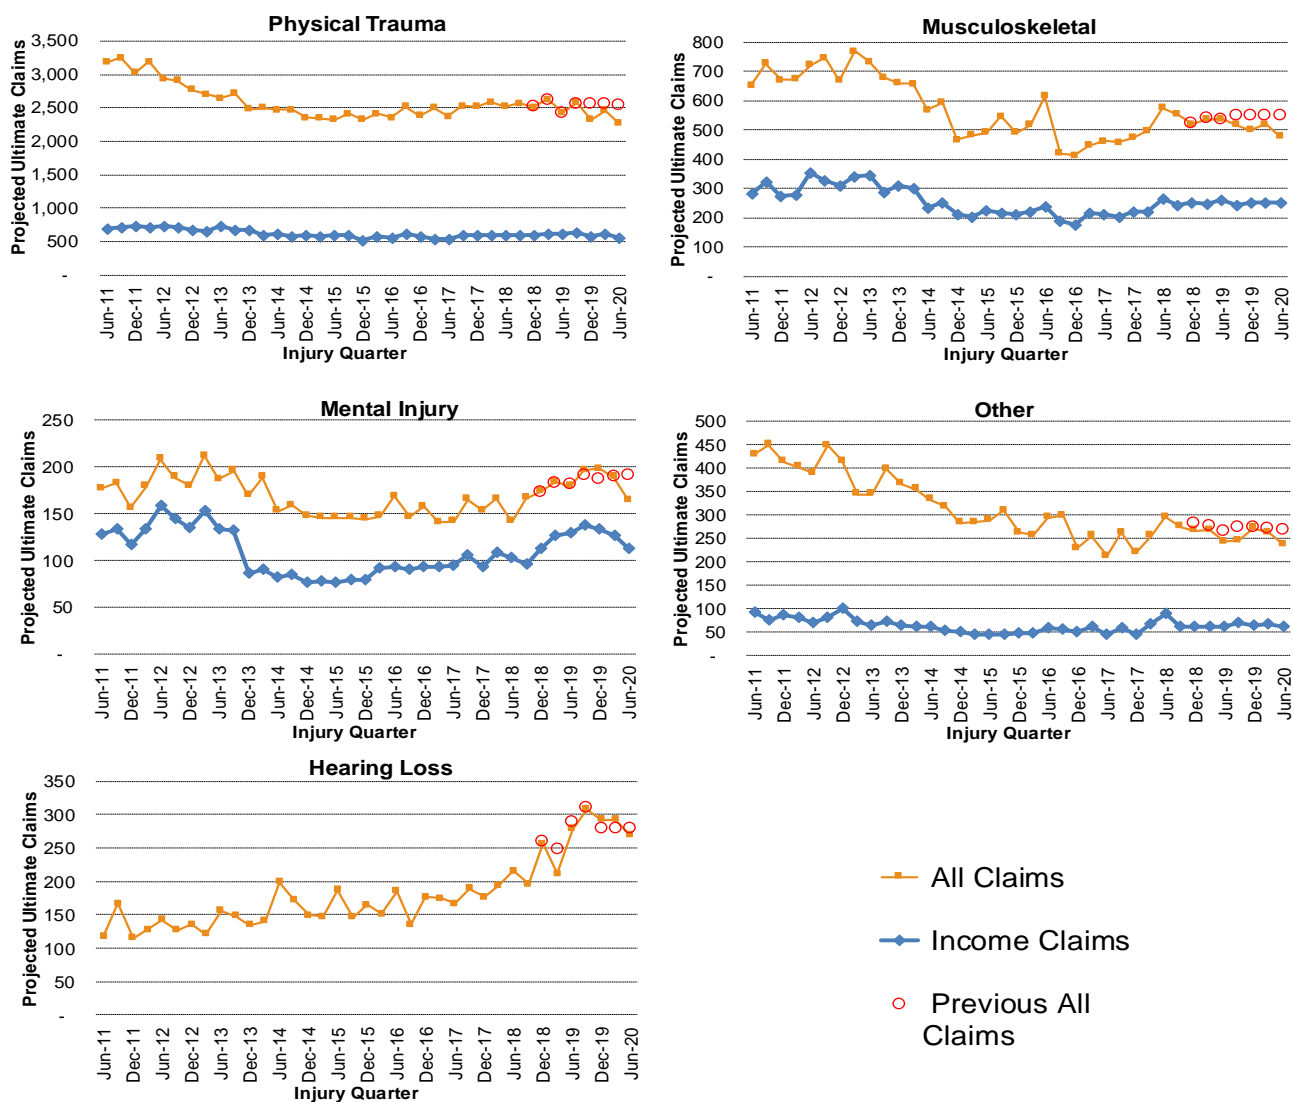 Physical Trauma
Projected Ultimate Claims
3,500
3,000
2,500
2,000
1,500
1,000
500
-
Jun-11
Dec-11
Jun-12
Dec-12
Jun-13
Dec-13
Jun-14
Dec-14
Jun-15
Dec-15
Jun-16
Dec-16
Jun-17
Dec-17
Jun-18
Dec-18
Jun-19
Dec-19
Jun-20
Injury Quarter
Musculoskeletal
Projected Ultimate Claims
800
700
600
500
400
300
200
100
-
Jun-11
Dec-11
Jun-12
Dec-12
Jun-13
Dec-13
Jun-14
Dec-14
Jun-15
Dec-15
Jun-16
Dec-16
Jun-17
Dec-17
Jun-18
Dec-18
Jun-19
Dec-19
Jun-20
Injury Quarter
Mental Injury
Projected Ultimate Claims
250
200
150
100
50
-
Jun-11
Dec-11
Jun-12
Dec-12
Jun-13
Dec-13
Jun-14
Dec-14
Jun-15
Dec-15
Jun-16
Dec-16
Jun-17
Dec-17
Jun-18
Dec-18
Jun-19
Dec-19
Jun-20
Injury Quarter
Other
Projected Ultimate Claims
500
450
400
350
300
250
200
150
100
50
-
Jun-11
Dec-11
Jun-12
Dec-12
Jun-13
Dec-13
Jun-14
Dec-14
Jun-15
Dec-15
Jun-16
Dec-16
Jun-17
Dec-17
Jun-18
Dec-18
Jun-19
Dec-19
Jun-20
Injury Quarter
Hearing Loss
Projected Ultimate Claims
350
300
250
200
150
100
50
-
Jun-11
Dec-11
Jun-12
Dec-12
Jun-13
Dec-13
Jun-14
Dec-14
Jun-15
Dec-15
Jun-16
Dec-16
Jun-17
Dec-17
Jun-18
Dec-18
Jun-19
Dec-19
Jun-20
Injury Quarter
All Claims
Income Claims
Previous All
Claims